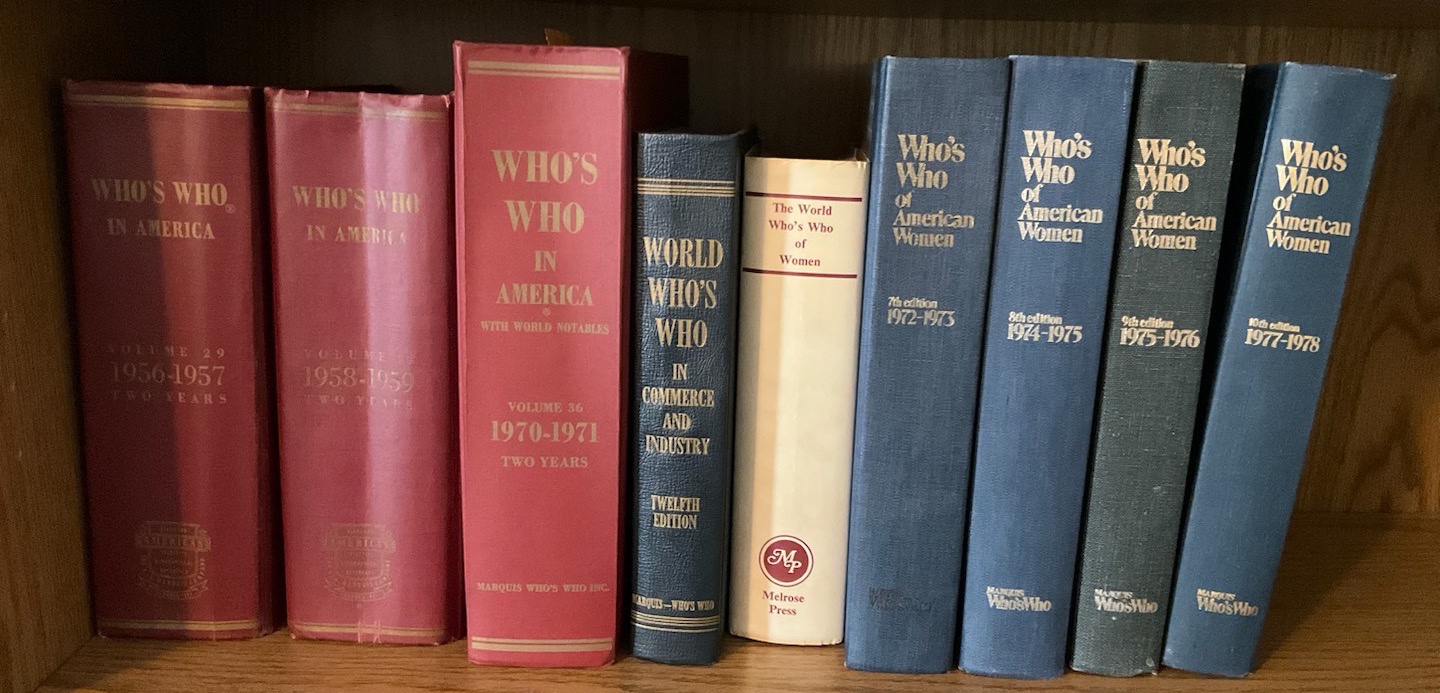 WHO'S WHO®
IN AMERICA
VOLUME 29
1956-1957
TWO YEARS
AMERICAN
WHO'S WHO
IN AMERICA
VOLUME
1958-1959
TWO YEARS
AMERICAN
WHO'S
WHO
IN
AMERICA
®
WITH WORLD NOTABLES
VOLUME 36
1970-1971
TWO YEARS
MARQUIS WHO'S WHO INC.
WORLD
WHO'S
WHO
IN
COMMERCE
AND
INDUSTRY
TWELFTH
EDITION
MARQUIS—WHO'S WHO
The World
Who's Who
of
Women
MP
Melrose
Press
Who's
Who
of
American
Women
7th edition
1972-1973
Who's
Who
of
American
Women
8th edition
1974-1975
MARQUIS
Who'sWho
Who's
Who
of
American
Women
9th edition
1975-1976
MARQUIS
Who'sWho
Who's
Who
of
American
Women
10th edition
1977-1978
MARQUIS
Who'sWho